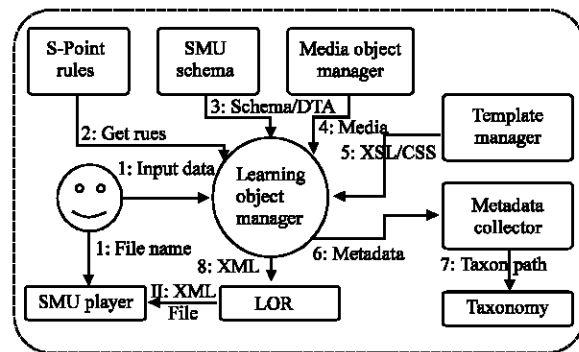 S-Point
rules
SMU
schema
Media object
manager
3: Schema/DTA
2: Get rues
4: Media
Template
manager
5: XSL/CSS
1: Input data
Learning
object
manager
Metadata
collector
6: Metadata
1: File name
8: XML
7: Taxon path
SMU player
II: XML
File
LOR
Taxonomy